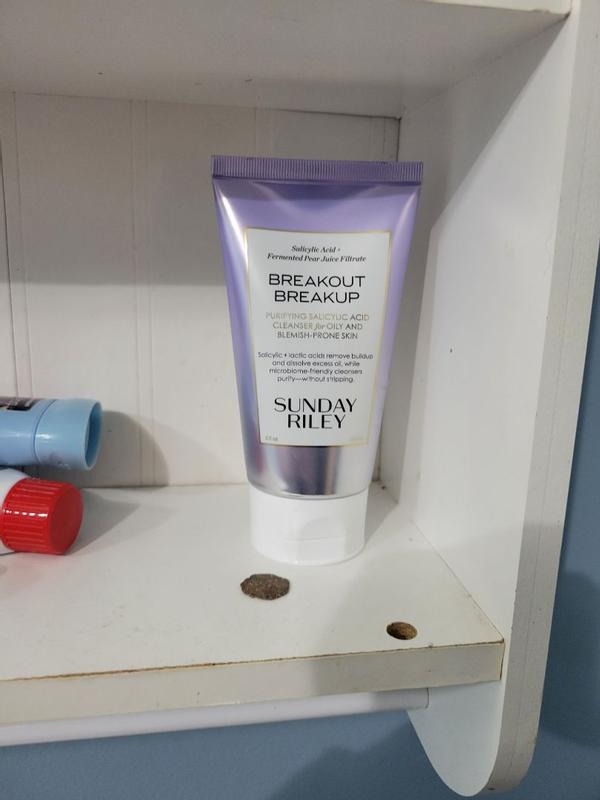 Salicylic Acid +
Fermented Pear Juice Filtrate
BREAKOUT
BREAKUP
PURIFYING SALICYLIC ACID
CLEANSER for OILY AND
BLEMISH-PRONE SKIN
Salicylic + lactic acids remove buildup
and dissolve excess oil, while
microbiome-friendly cleansers
purify—without stripping.
SUNDAY
RILEY